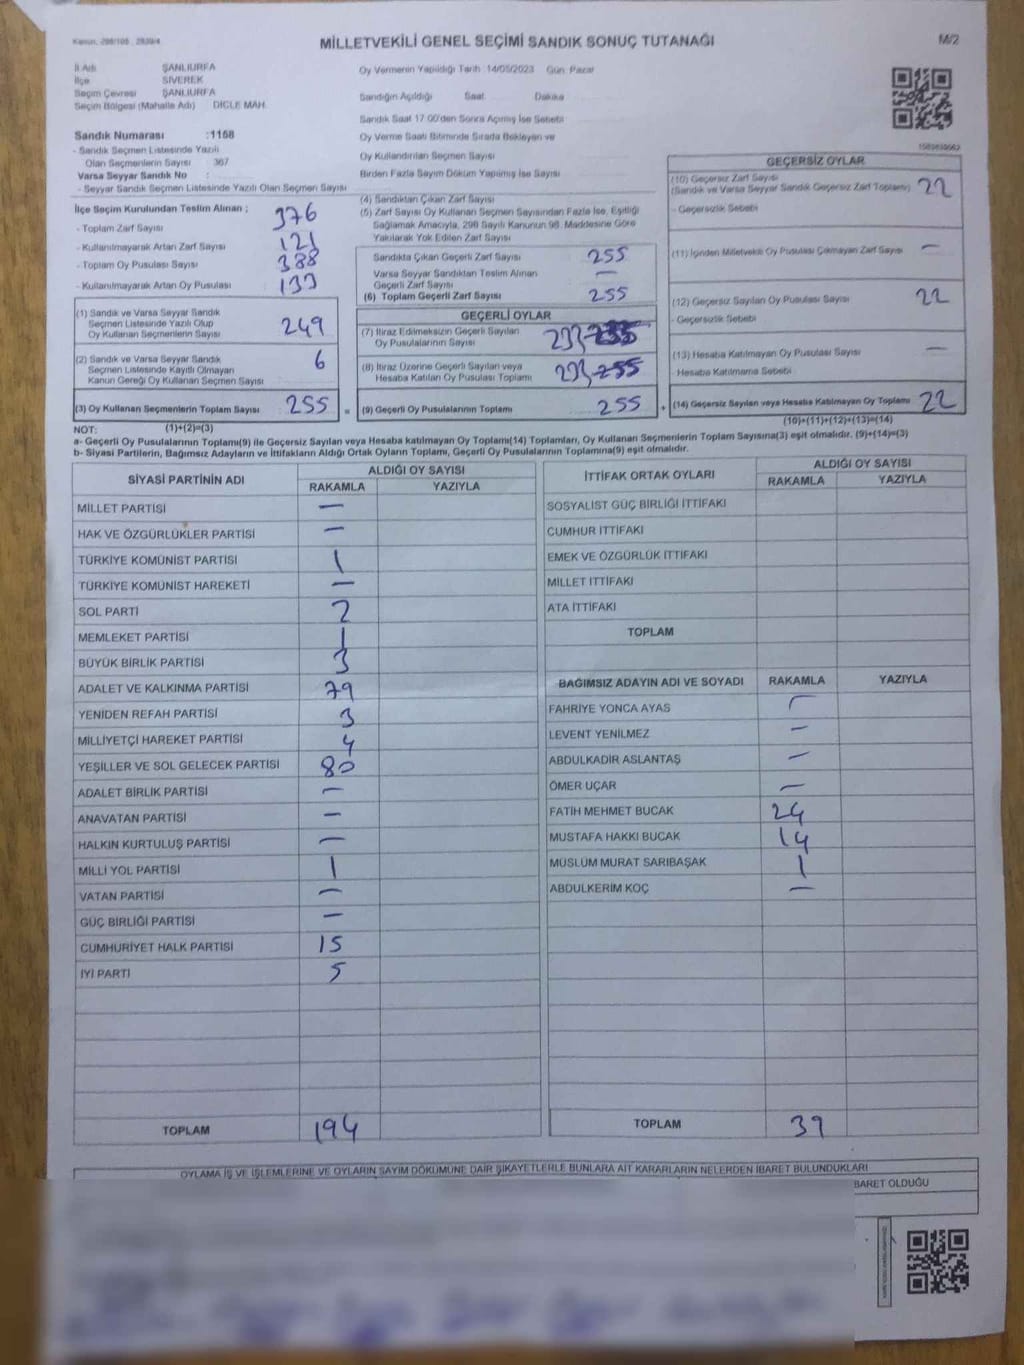 Kanun, 298/105 , 2839/4
MİLLETVEKİLİ GENEL SEÇİMİ SANDIK SONUÇ TUTANAĞI
M/2
İl Adı ŞANLIURFA
İlçe SİVEREK
Seçim Çevresi ŞANLIURFA
Seçim Bölgesi (Mahalle Adı) DİCLE MAH.
Sandık Numarası :1158
- Sandık Seçmen Listesinde Yazılı
Olan Seçmenlerin Sayısı 367
Varsa Seyyar Sandık No :
- Seyyar Sandık Seçmen Listesinde Yazılı Olan Seçmen Sayısı
İlçe Seçim Kurulundan Teslim Alınan ;
- Toplam Zarf Sayısı 376
- Kullanılmayarak Artan Zarf Sayısı 121
- Toplam Oy Pusulası Sayısı 388
- Kullanılmayarak Artan Oy Pusulası 133
(1) Sandık ve Varsa Seyyar Sandık
Seçmen Listesinde Yazılı Olup
Oy Kullanan Seçmenlerin Sayısı 249
(2) Sandık ve Varsa Seyyar Sandık
Seçmen Listesinde Kayıtlı Olmayan
Kanun Gereği Oy Kullanan Seçmen Sayısı 6
(3) Oy Kullanan Seçmenlerin Toplam Sayısı 255 =
Oy Vermenin Yapıldığı Tarih :14/05/2023 Gün: Pazar
Sandığın Açıldığı Saat Dakika
Sandık Saat 17.00'den Sonra Açılmış İse Sebebi
Oy Verme Saati Bitiminde Sırada Bekleyen ve
Oy Kullandırılan Seçmen Sayısı
Birden Fazla Sayım Döküm Yapılmış İse Sayısı
(4) Sandıktan Çıkan Zarf Sayısı
(5) Zarf Sayısı Oy Kullanan Seçmen Sayısından Fazla İse, Eşitliği
Sağlamak Amacıyla, 298 Sayılı Kanunun 98. Maddesine Göre
Yakılarak Yok Edilen Zarf Sayısı
Sandıkta Çıkan Geçerli Zarf Sayısı 255
Varsa Seyyar Sandıktan Teslim Alınan
Geçerli Zarf Sayısı —
(6) Toplam Geçerli Zarf Sayısı 255
GEÇERLİ OYLAR
(7) İtiraz Edilmeksizin Geçerli Sayılan
Oy Pusulalarının Sayısı 233 255
(8) İtiraz Üzerine Geçerli Sayılan veya
Hesaba Katılan Oy Pusulası Toplamı 233 255
(9) Geçerli Oy Pusulalarının Toplamı 255 +
GEÇERSİZ OYLAR
(10) Geçersiz Zarf Sayısı
(Sandık ve Varsa Seyyar Sandık Geçersiz Zarf Toplamı) 22
- Geçersizlik Sebebi
(11) İçinden Milletvekili Oy Pusulası Çıkmayan Zarf Sayısı —
(12) Geçersiz Sayılan Oy Pusulası Sayısı 22
- Geçersizlik Sebebi
(13) Hesaba Katılmayan Oy Pusulası Sayısı —
- Hesaba Katılmama Sebebi
(14) Geçersiz Sayılan veya Hesaba Katılmayan Oy Toplamı 22
NOT: (1)+(2)=(3) (10)+(11)+(12)+(13)=(14)
a- Geçerli Oy Pusulalarının Toplamı(9) ile Geçersiz Sayılan veya Hesaba katılmayan Oy Toplamı(14) Toplamları, Oy Kullanan Seçmenlerin Toplam Sayısına(3) eşit olmalıdır. (9)+(14)=(3)
b- Siyasi Partilerin, Bağımsız Adayların ve İttifakların Aldığı Ortak Oyların Toplamı, Geçerli Oy Pusulalarının Toplamına(9) eşit olmalıdır.
SİYASİ PARTİNİN ADI ALDIĞI OY SAYISI
RAKAMLA YAZIYLA
MİLLET PARTİSİ —
HAK VE ÖZGÜRLÜKLER PARTİSİ —
TÜRKİYE KOMÜNİST PARTİSİ 1
TÜRKİYE KOMÜNİST HAREKETİ —
SOL PARTİ 2
MEMLEKET PARTİSİ 1
BÜYÜK BİRLİK PARTİSİ 3
ADALET VE KALKINMA PARTİSİ 79
YENİDEN REFAH PARTİSİ 3
MİLLİYETÇİ HAREKET PARTİSİ 4
YEŞİLLER VE SOL GELECEK PARTİSİ 80
ADALET BİRLİK PARTİSİ —
ANAVATAN PARTİSİ —
HALKIN KURTULUŞ PARTİSİ —
MİLLİ YOL PARTİSİ 1
VATAN PARTİSİ —
GÜÇ BİRLİĞİ PARTİSİ —
CUMHURİYET HALK PARTİSİ 15
İYİ PARTİ 5
TOPLAM 194
İTTİFAK ORTAK OYLARI ALDIĞI OY SAYISI
RAKAMLA YAZIYLA
SOSYALİST GÜÇ BİRLİĞİ İTTİFAKI
CUMHUR İTTİFAKI
EMEK VE ÖZGÜRLÜK İTTİFAKI
MİLLET İTTİFAKI
ATA İTTİFAKI
TOPLAM
BAĞIMSIZ ADAYIN ADI VE SOYADI RAKAMLA YAZIYLA
FAHRİYE YONCA AYAS —
LEVENT YENİLMEZ —
ABDULKADİR ASLANTAŞ —
ÖMER UÇAR —
FATİH MEHMET BUCAK 24
MUSTAFA HAKKI BUCAK 14
MÜSLÜM MURAT SARIBAŞAK 1
ABDULKERİM KOÇ —
TOPLAM 39
OYLAMA İŞ VE İŞLEMLERİNE VE OYLARIN SAYIM DÖKÜMÜNE DAİR ŞİKAYETLERLE BUNLARA AİT KARARLARIN NELERDEN İBARET BULUNDUKLARI
BARET OLDUĞU